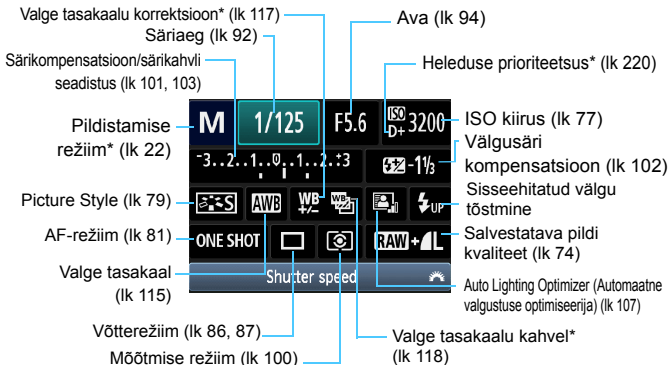 Valge tasakaalu korrektsioon* (lk 117)
Säriaeg (lk 92)
Ava (lk 94)
Särikompensatsioon/särikahvli
seadistus (lk 101, 103)
Heleduse prioriteetsus* (lk 220)
Pildistamise
režiim* (lk 22)
M 1/125 F5.6 ISO D+ 3200
ISO kiirus (lk 77)
-3..2..1..0..1..2.:3
-1⅓
Välgusäri
kompensatsioon (lk 102)
Picture Style (lk 79)
S AWB WB +/- WB UP
Sisseehitatud välgu
tõstmine
AF-režiim (lk 81)
ONE SHOT RAW+L
Salvestatava pildi
kvaliteet (lk 74)
Valge tasakaal
(lk 115)
Shutter speed
Auto Lighting Optimizer (Automaatne
valgustuse optimiseerija) (lk 107)
Võtterežiim (lk 86, 87)
Valge tasakaalu kahvel*
(lk 118)
Mõõtmise režiim (lk 100)